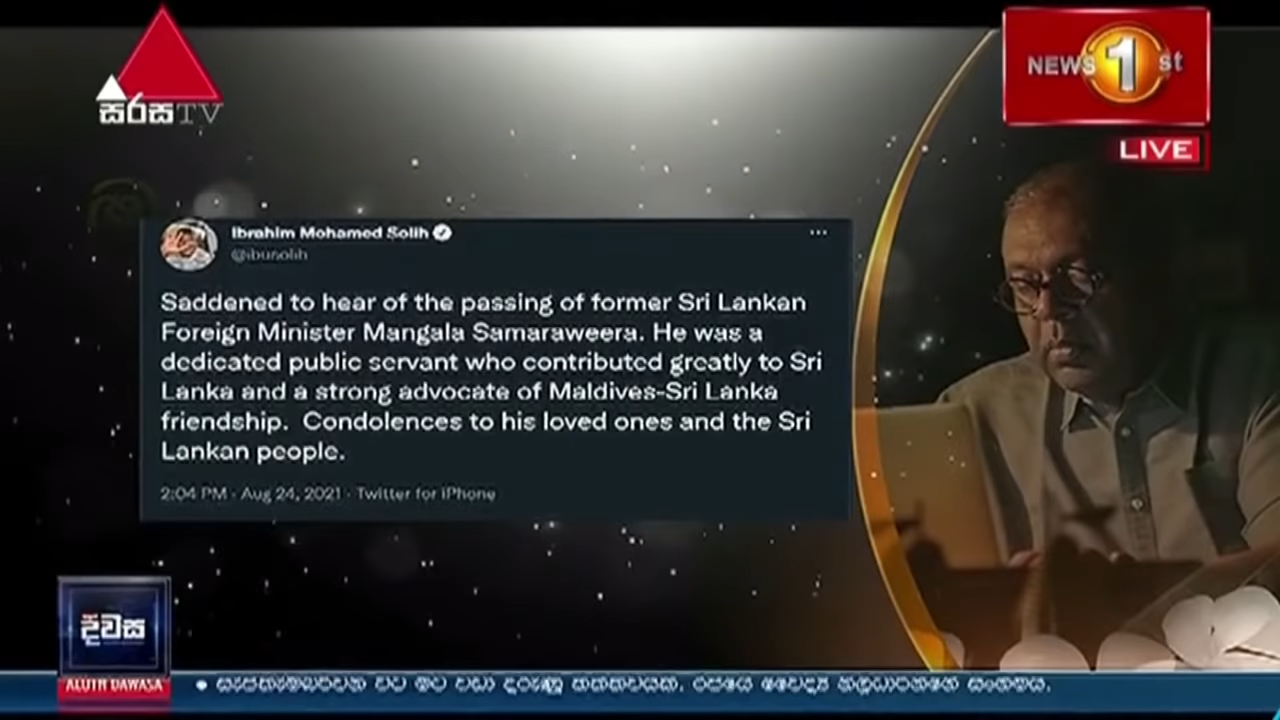 සිරසTV
NEWS 1st
LIVE
Ibrahim Mohamed Solih
@ibusolih
Saddened to hear of the passing of former Sri Lankan
Foreign Minister Mangala Samaraweera. He was a
dedicated public servant who contributed greatly to Sri
Lanka and a strong advocate of Maldives-Sri Lanka
friendship. Condolences to his loved ones and the Sri
Lankan people.
2:04 PM · Aug 24, 2021 · Twitter for iPhone
දවස
ALUTH DAWASA